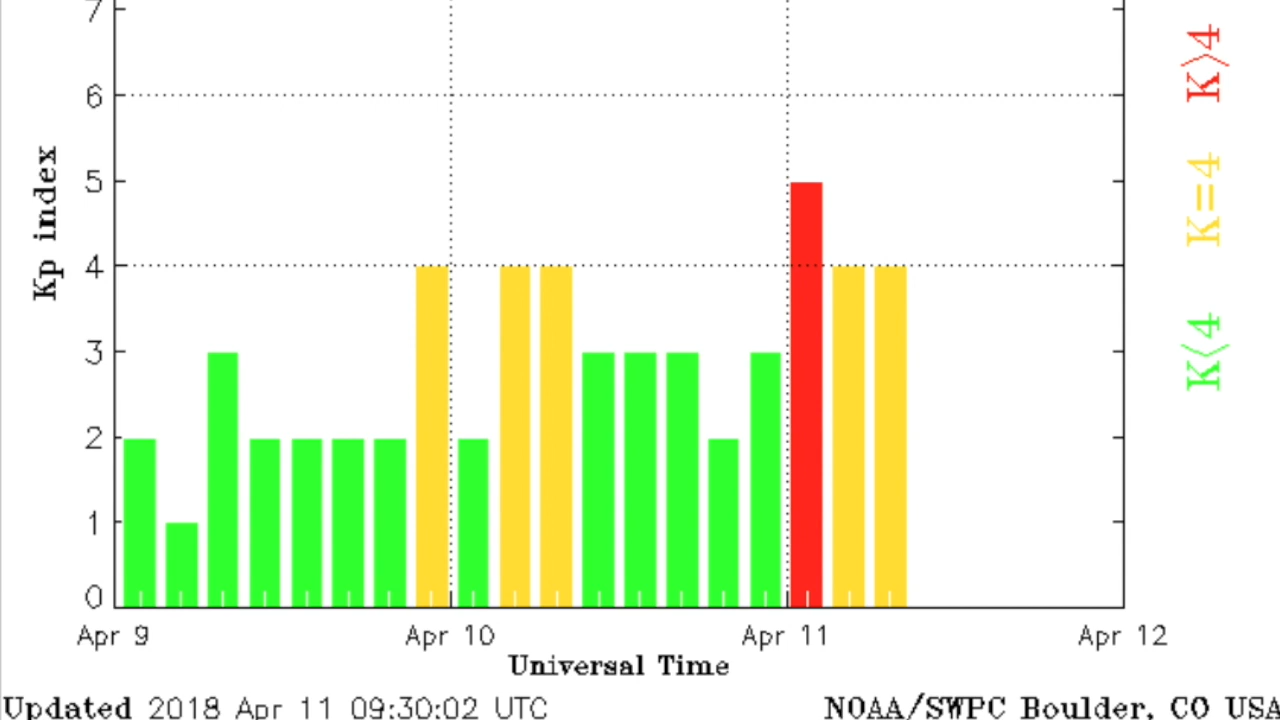 7
6
5
4
3
2
1
0
Kp index
Apr 9
Apr 10
Apr 11
Apr 12
Universal Time
Updated 2018 Apr 11 09:30:02 UTC
NOAA/SWPC Boulder, CO USA
K>4
K=4
K<4